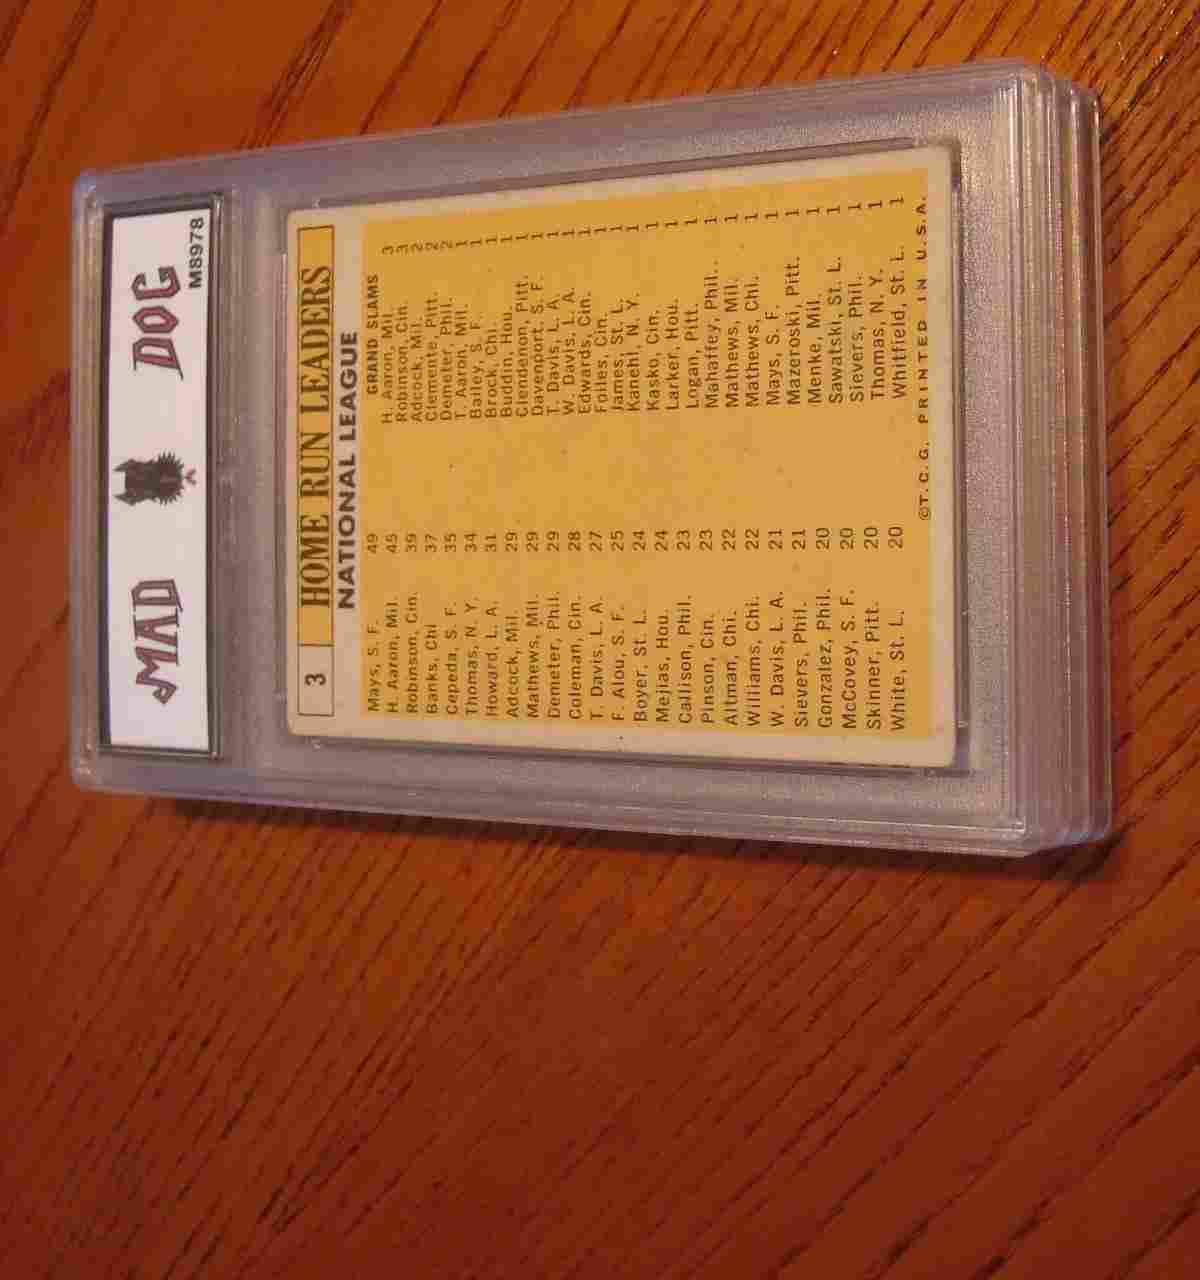 MAD DOG
M8978
3 HOME RUN LEADERS
NATIONAL LEAGUE
GRAND SLAMS
Mays, S. F. 49
H. Aaron, Mil. 45
Robinson, Cin. 39
Banks, Chi 37
Cepeda, S. F. 35
Thomas, N. Y. 34
Howard, L. A. 31
Adcock, Mil. 29
Mathews, Mil. 29
Demeter, Phil. 29
Coleman, Cin. 28
T. Davis, L. A. 27
F. Alou, S. F. 25
Boyer, St. L. 24
Mejias, Hou. 24
Callison, Phil. 23
Pinson, Cin. 23
Altman, Chi. 22
Williams, Chi. 22
W. Davis, L. A. 21
Sievers, Phil. 21
Gonzalez, Phil. 20
McCovey, S. F. 20
Skinner, Pitt. 20
White, St. L. 20
H. Aaron, Mil. 3
Robinson, Cin. 3
Adcock, Mil. 2
Clemente, Pitt. 2
Demeter, Phil. 2
T. Aaron, Mil. 1
Bailey, S. F. 1
Brock, Chi. 1
Buddin, Hou. 1
Clendenon, Pitt. 1
Davenport, S. F. 1
T. Davis, L. A. 1
W. Davis, L. A. 1
Edwards, Cin. 1
Foiles, Cin. 1
James, St. L. 1
Kanehl, N. Y. 1
Kasko, Cin. 1
Larker, Hou. 1
Logan, Pitt. 1
Mahaffey, Phil. . 1
Mathews, Mil. 1
Mathews, Chi. 1
Mays, S. F. 1
Mazeroski, Pitt. 1
Menke, Mil. 1
Sawatski, St. L. 1
Sievers, Phil. 1
Thomas, N. Y. 1
Whitfield, St. L. 1
©T.C.G. PRINTED IN U.S.A.